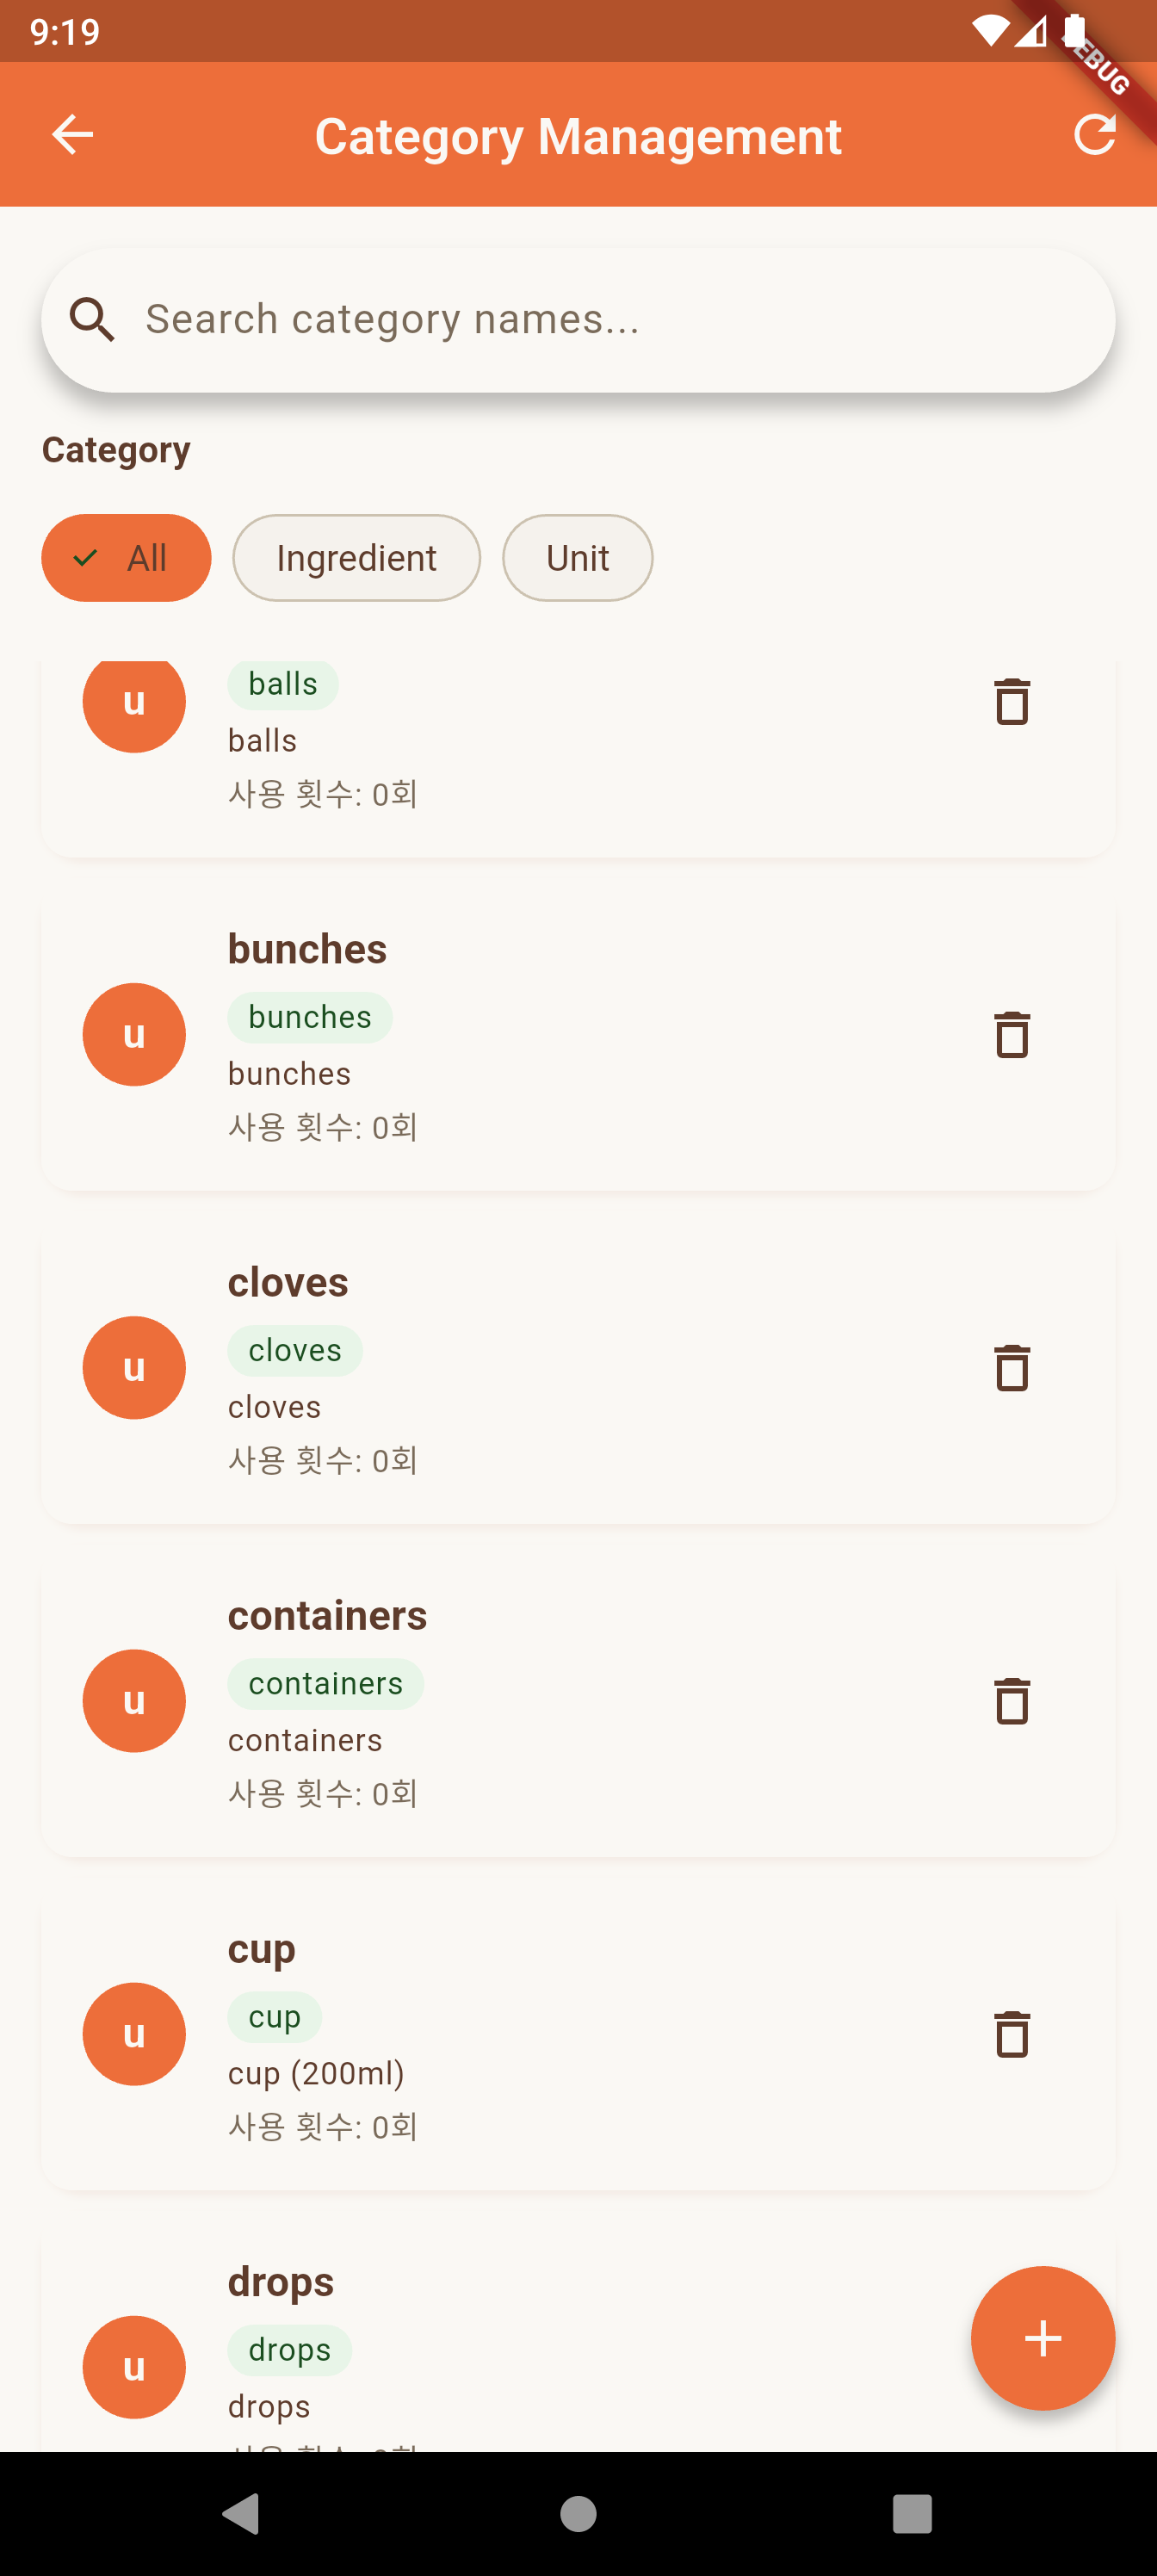 9:19
DEBUG
Category Management
Search category names...
Category
All
Ingredient
Unit
u
balls
balls
사용 횟수: 0회
bunches
u
bunches
bunches
사용 횟수: 0회
cloves
u
cloves
cloves
사용 횟수: 0회
containers
u
containers
containers
사용 횟수: 0회
cup
u
cup
cup (200ml)
사용 횟수: 0회
drops
u
drops
drops